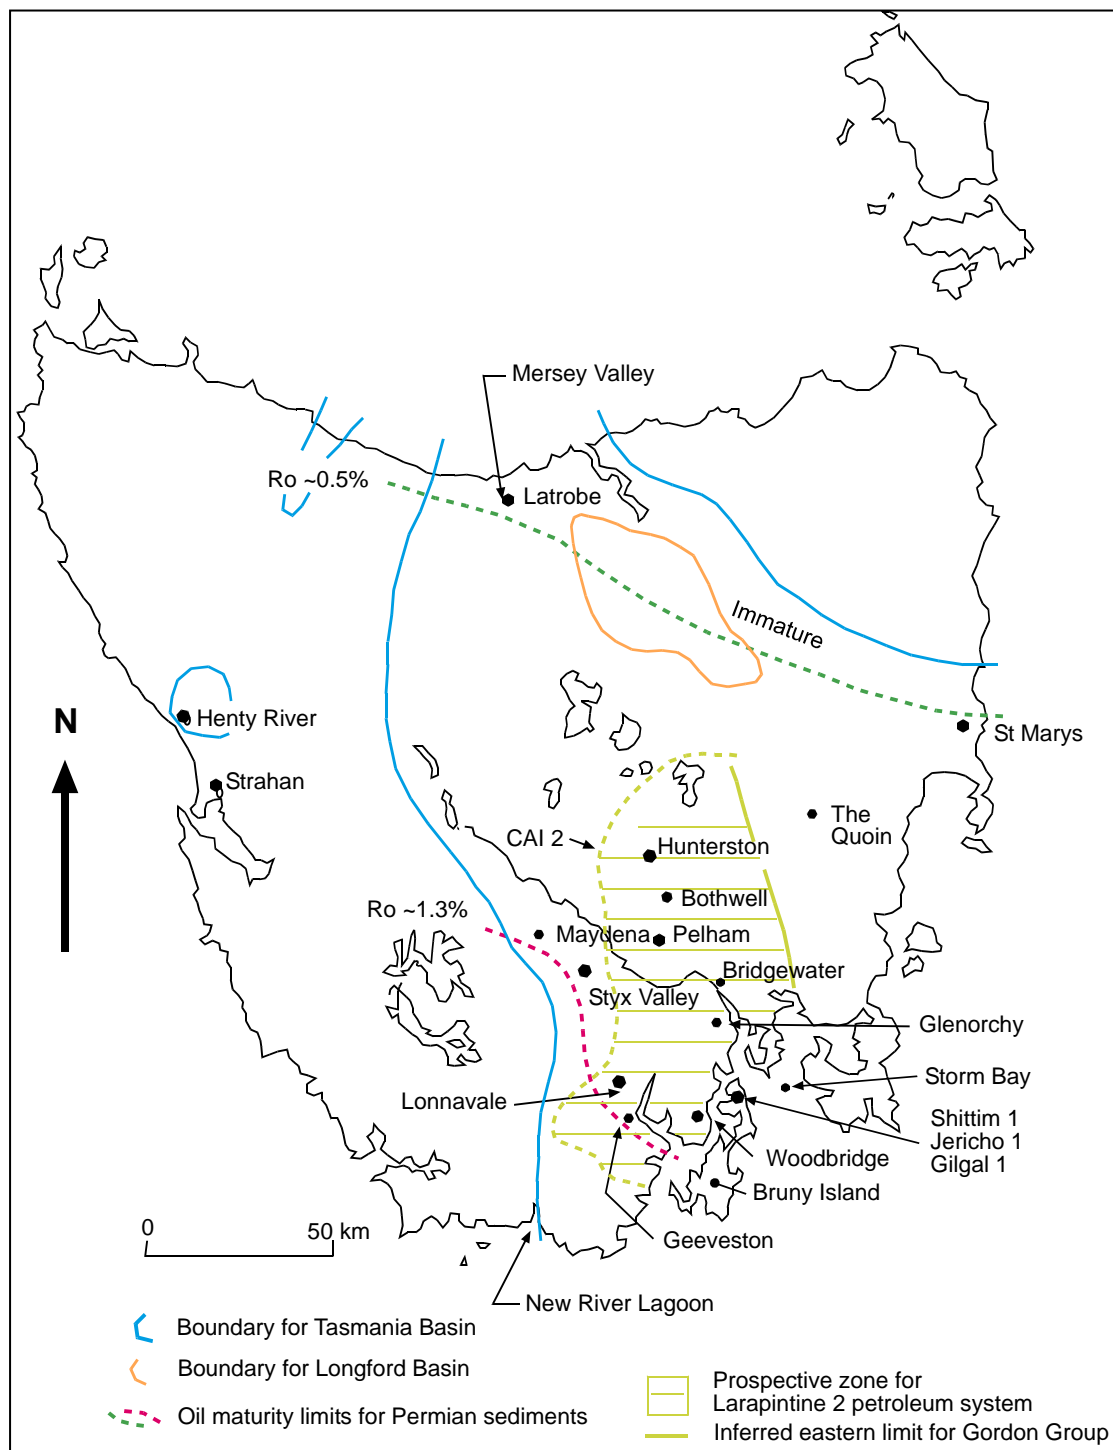 Mersey Valley
Ro ~0.5%
Latrobe
Immature
Henty River
N
St Marys
Strahan
The
Quoin
CAI 2
Hunterston
Bothwell
Ro ~1.3%
Maydena
Pelham
Bridgewater
Styx Valley
Glenorchy
Storm Bay
Lonnavale
Shittim 1
Jericho 1
Gilgal 1
Woodbridge
Bruny Island
0
50 km
Geeveston
New River Lagoon
Boundary for Tasmania Basin
Boundary for Longford Basin
Oil maturity limits for Permian sediments
Prospective zone for
Larapintine 2 petroleum system
Inferred eastern limit for Gordon Group